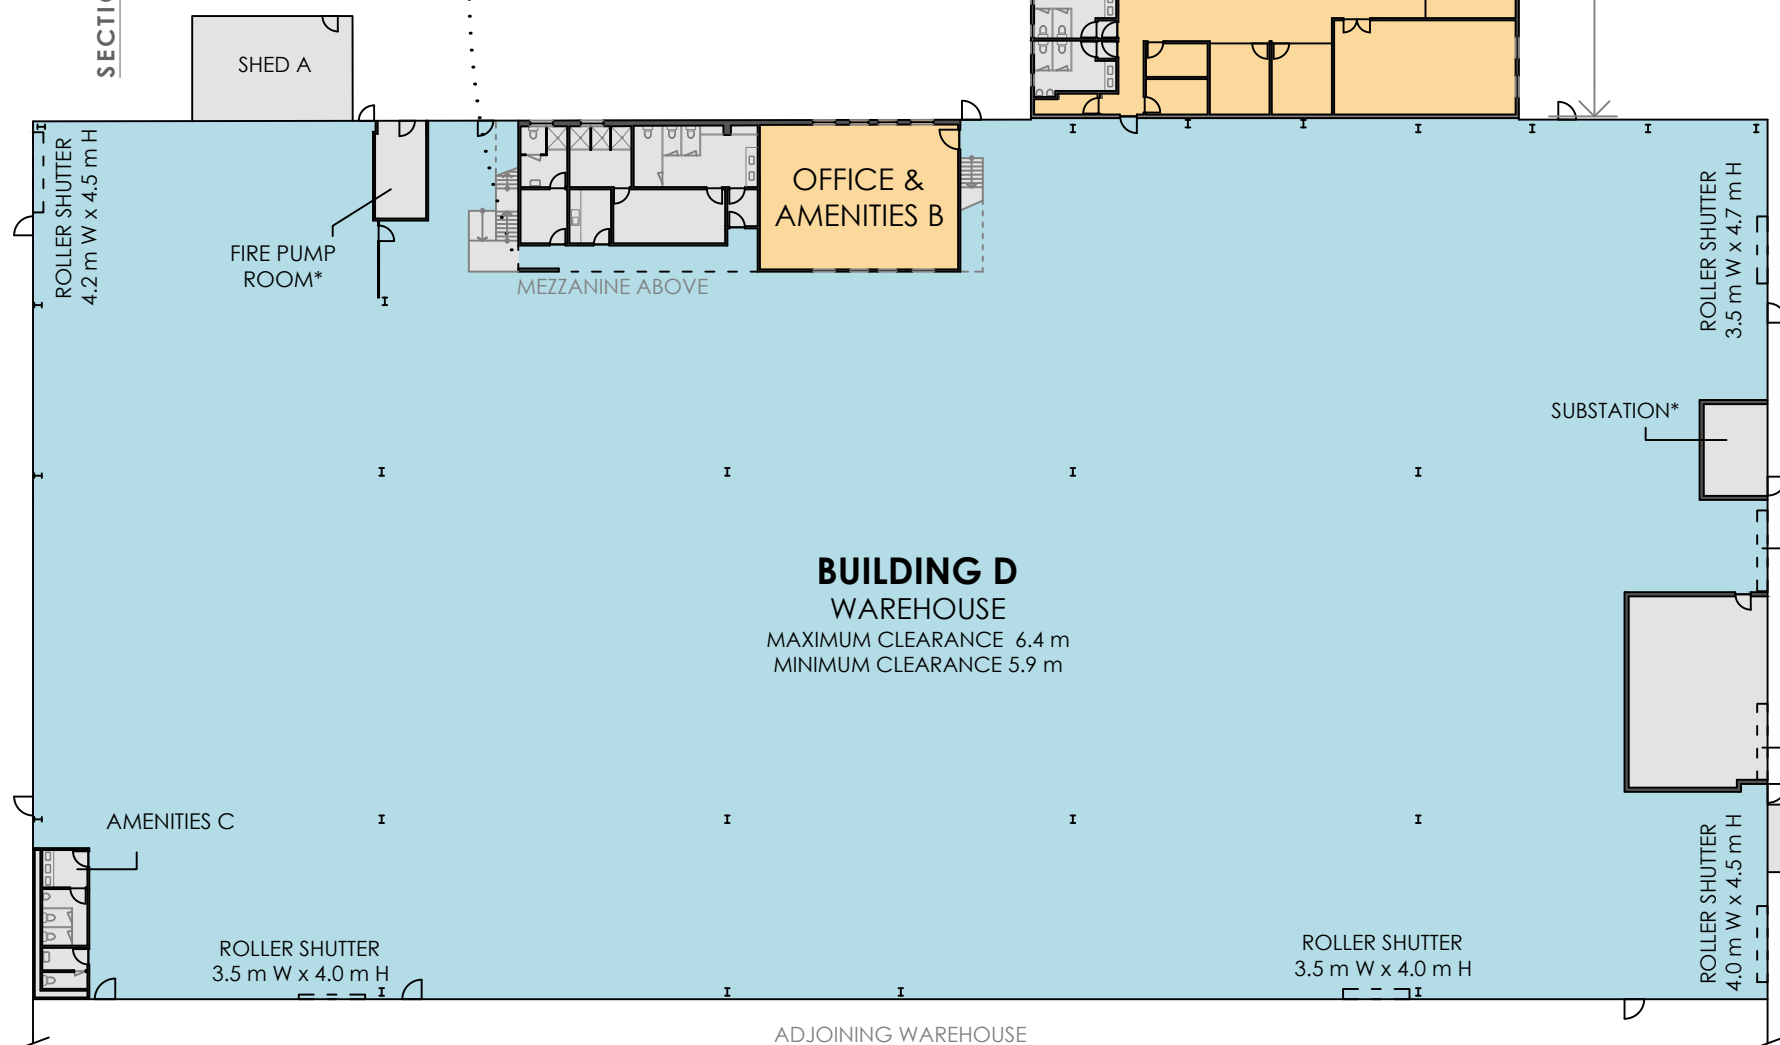 SECTIO
SHED A
ROLLER SHUTTER
4.2 m W x 4.5 m H
FIRE PUMP
ROOM*
OFFICE &
AMENITIES B
MEZZANINE ABOVE
ROLLER SHUTTER
3.5 m W x 4.7 m H
SUBSTATION*
BUILDING D
WAREHOUSE
MAXIMUM CLEARANCE 6.4 m
MINIMUM CLEARANCE 5.9 m
AMENITIES C
ROLLER SHUTTER
3.5 m W x 4.0 m H
ROLLER SHUTTER
3.5 m W x 4.0 m H
ROLLER SHUTTER
4.0 m W x 4.5 m H
ADJOINING WAREHOUSE